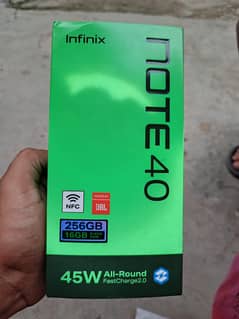 Infinix
NOTE 40
NFC
JBL
256GB
16GB
45W All-Round
FastCharge2.0